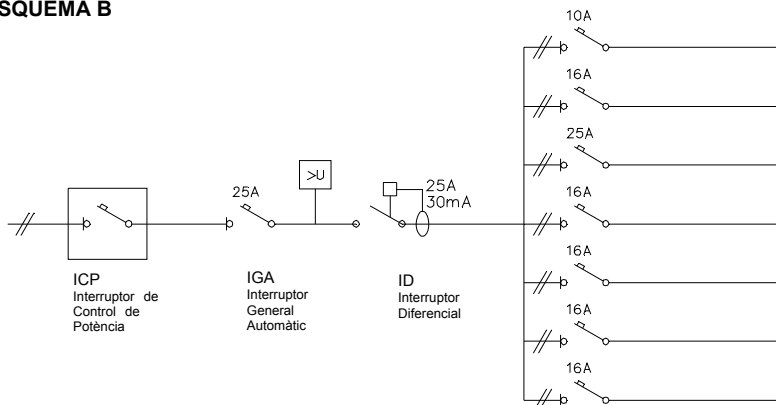 SQUEMA B
10A
16A
25A
16A
16A
16A
16A
25A
>U
25A
30mA
ICP
Interruptor de
Control de
Potència
IGA
Interruptor
General
Automàtic
ID
Interruptor
Diferencial